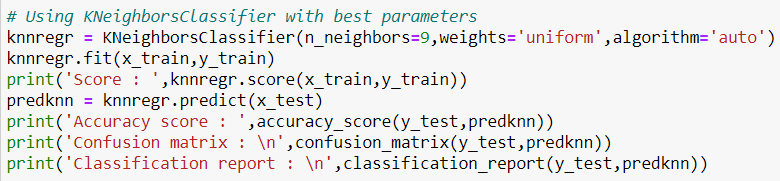 # Using KNeighborsClassifier with best parameters
knnregr = KNeighborsClassifier(n_neighbors=9,weights='uniform',algorithm='auto')
knnregr.fit(x_train,y_train)
print('Score : ',knnregr.score(x_train,y_train))
predknn = knnregr.predict(x_test)
print('Accuracy score : ',accuracy_score(y_test,predknn))
print('Confusion matrix : \n',confusion_matrix(y_test,predknn))
print('Classification report : \n',classification_report(y_test,predknn))